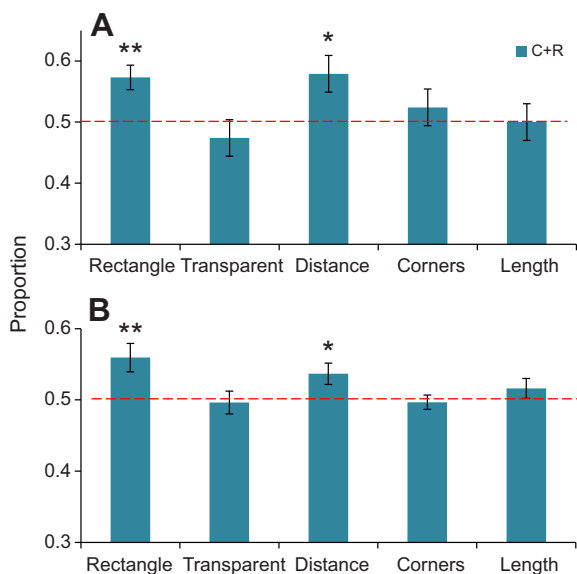 A
** *
C+R
0.6
0.5
0.4
0.3
Rectangle Transparent Distance Corners Length
Proportion
B
** *
0.6
0.5
0.4
0.3
Rectangle Transparent Distance Corners Length